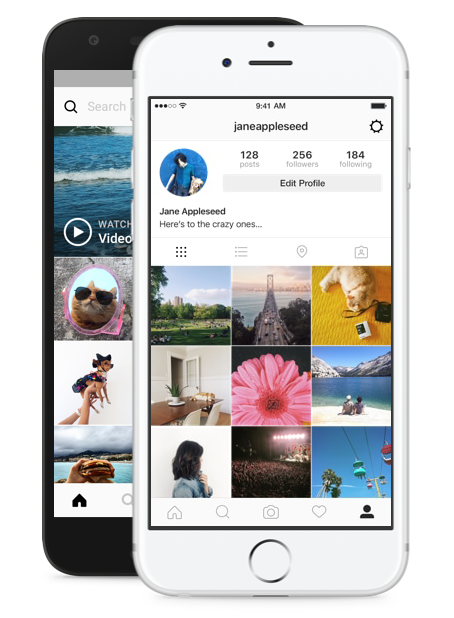 Search
WATCH
Video
9:41 AM
janeappleseed
128
posts
256
followers
184
following
Edit Profile
Jane Appleseed
Here's to the crazy ones...